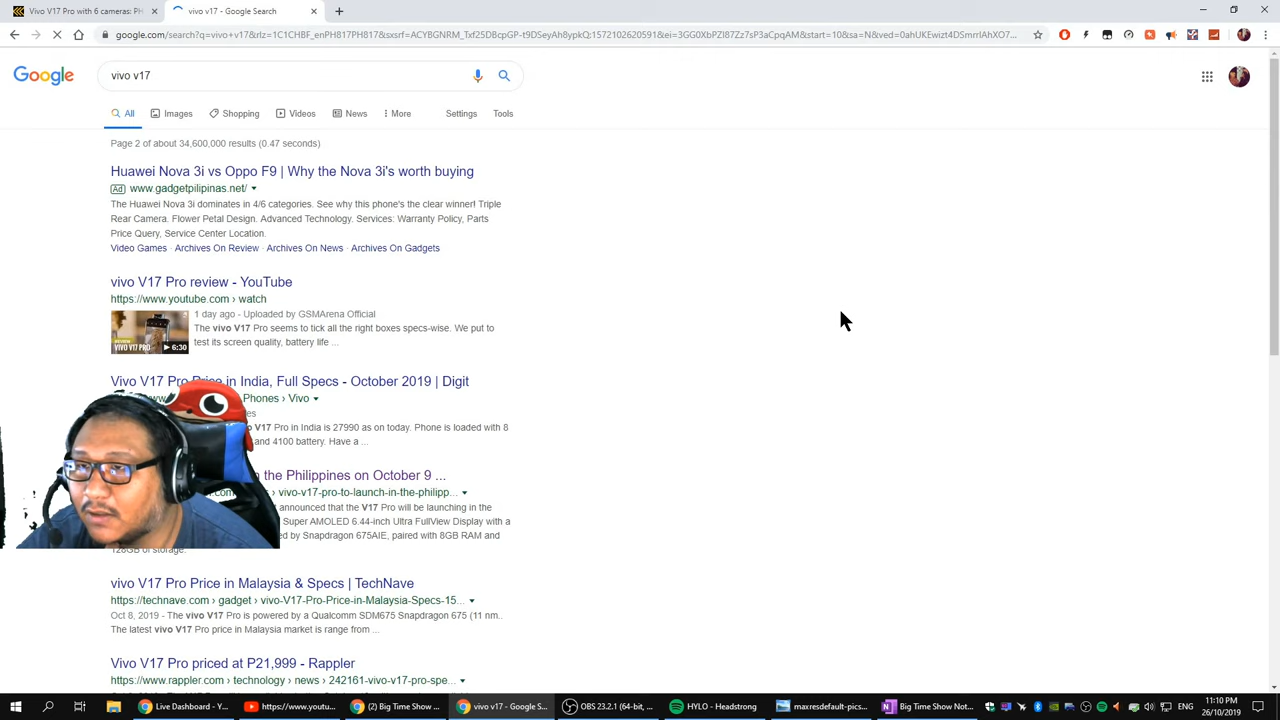 Vivo V17 Pro with 6 cameras: PH
vivo v17 - Google Search
google.com/search?q=vivo+v17&rlz=1C1CHBF_enPH817PH817&sxsrf=ACYBGNRM_Txf25DBcpGP-t9DSeyAh8ypkQ:1572102620591&ei=3GG0XbPZI87Zz7sP3aCpqAM&start=10&sa=N&ved=0ahUKEwizt4DSmrrlAhXO7...
Google
vivo v17
All
Images
Shopping
Videos
News
More
Settings
Tools
Page 2 of about 34,600,000 results (0.47 seconds)
Huawei Nova 3i vs Oppo F9 | Why the Nova 3i's worth buying
Ad www.gadgetpilipinas.net/
The Huawei Nova 3i dominates in 4/6 categories. See why this phone's the clear winner! Triple
Rear Camera. Flower Petal Design. Advanced Technology. Services: Warranty Policy, Parts
Price Query, Service Center Location.
Video Games · Archives On Review · Archives On News · Archives On Gadgets
vivo V17 Pro review - YouTube
https://www.youtube.com › watch
1 day ago - Uploaded by GSMArena Official
The vivo V17 Pro seems to tick all the right boxes specs-wise. We put to
test its screen quality, battery life ...
VIVO V17 PRO
6:30
Vivo V17 Pro Price in India, Full Specs - October 2019 | Digit
Phones › Vivo
V17 Pro in India is 27990 as on today. Phone is loaded with 8
and 4100 battery. Have a ...
the Philippines on October 9 ...
› vivo-v17-pro-to-launch-in-the-philipp...
announced that the V17 Pro will be launching in the
Super AMOLED 6.44-inch Ultra FullView Display with a
by Snapdragon 675AIE, paired with 8GB RAM and
128GB of storage.
vivo V17 Pro Price in Malaysia & Specs | TechNave
https://technave.com › gadget › vivo-V17-Pro-Price-in-Malaysia-Specs-15...
Oct 8, 2019 - The vivo V17 Pro is powered by a Qualcomm SDM675 Snapdragon 675 (11 nm..
The latest vivo V17 Pro price in Malaysia market is range from ...
Vivo V17 Pro priced at P21,999 - Rappler
https://www.rappler.com › technology › news › 242161-vivo-v17-pro-spe...
Live Dashboard - Y...
https://www.youtu...
(2) Big Time Show ...
vivo v17 - Google S...
OBS 23.2.1 (64-bit, ...
HYLO - Headstrong
maxresdefault-pics...
Big Time Show Not...
ENG
11:10 PM
26/10/2019